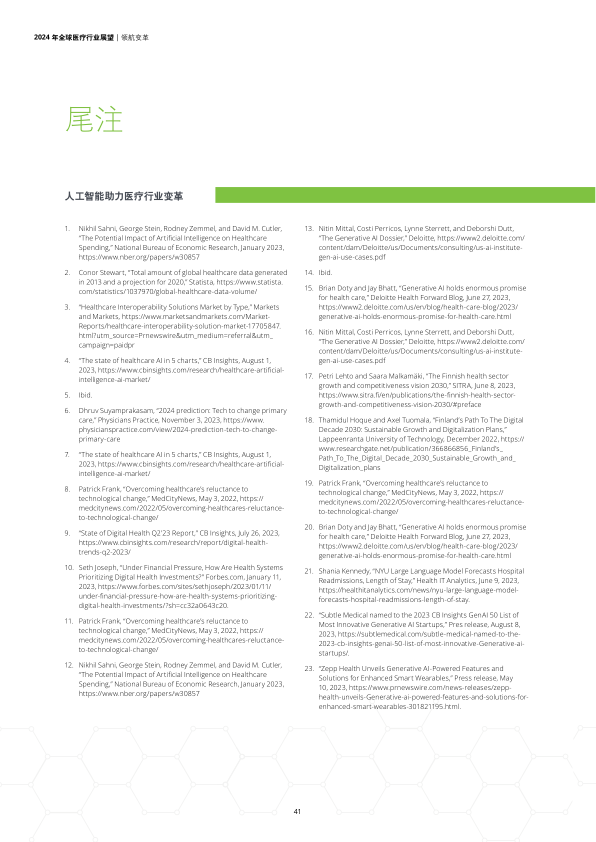 2024 年全球医疗行业展望 | 领航变革
尾注
人工智能助力医疗行业变革
1. Nikhil Sahni, George Stein, Rodney Zemmel, and David M. Cutler,
“The Potential Impact of Artificial Intelligence on Healthcare
Spending,” National Bureau of Economic Research, January 2023,
https://www.nber.org/papers/w30857
2. Conor Stewart, “Total amount of global healthcare data generated
in 2013 and a projection for 2020,” Statista, https://www.statista.
com/statistics/1037970/global-healthcare-data-volume/
3. “Healthcare Interoperability Solutions Market by Type,” Markets
and Markets, https://www.marketsandmarkets.com/Market-
Reports/healthcare-interoperability-solution-market-17705847.
html?utm_source=Prnewswire&utm_medium=referral&utm_
campaign=paidpr
4. “The state of healthcare AI in 5 charts,” CB Insights, August 1,
2023, https://www.cbinsights.com/research/healthcare-artificial-
intelligence-ai-market/
5. Ibid.
6. Dhruv Suyamprakasam, “2024 prediction: Tech to change primary
care,” Physicians Practice, November 3, 2023, https://www.
physicianspractice.com/view/2024-prediction-tech-to-change-
primary-care
7. “The state of healthcare AI in 5 charts,” CB Insights, August 1,
2023, https://www.cbinsights.com/research/healthcare-artificial-
intelligence-ai-market/
8. Patrick Frank, “Overcoming healthcare’s reluctance to
technological change,” MedCityNews, May 3, 2022, https://
medcitynews.com/2022/05/overcoming-healthcares-reluctance-
to-technological-change/
9. “State of Digital Health Q2’23 Report,” CB Insights, July 26, 2023,
https://www.cbinsights.com/research/report/digital-health-
trends-q2-2023/
10. Seth Joseph, “Under Financial Pressure, How Are Health Systems
Prioritizing Digital Health Investments?” Forbes.com, January 11,
2023, https://www.forbes.com/sites/sethjoseph/2023/01/11/
under-financial-pressure-how-are-health-systems-prioritizing-
digital-health-investments/?sh=cc32a0643c20.
11. Patrick Frank, “Overcoming healthcare’s reluctance to
technological change,” MedCityNews, May 3, 2022, https://
medcitynews.com/2022/05/overcoming-healthcares-reluctance-
to-technological-change/
12. Nikhil Sahni, George Stein, Rodney Zemmel, and David M. Cutler,
“The Potential Impact of Artificial Intelligence on Healthcare
Spending,” National Bureau of Economic Research, January 2023,
https://www.nber.org/papers/w30857
13. Nitin Mittal, Costi Perricos, Lynne Sterrett, and Deborshi Dutt,
“The Generative AI Dossier,” Deloitte, https://www2.deloitte.com/
content/dam/Deloitte/us/Documents/consulting/us-ai-institute-
gen-ai-use-cases.pdf
14. Ibid.
15. Brian Doty and Jay Bhatt, “Generative AI holds enormous promise
for health care,” Deloitte Health Forward Blog, June 27, 2023,
https://www2.deloitte.com/us/en/blog/health-care-blog/2023/
generative-ai-holds-enormous-promise-for-health-care.html
16. Nitin Mittal, Costi Perricos, Lynne Sterrett, and Deborshi Dutt,
“The Generative AI Dossier,” Deloitte, https://www2.deloitte.com/
content/dam/Deloitte/us/Documents/consulting/us-ai-institute-
gen-ai-use-cases.pdf
17. Petri Lehto and Saara Malkamäki, “The Finnish health sector
growth and competitiveness vision 2030,” SITRA, June 8, 2023,
https://www.sitra.fi/en/publications/the-finnish-health-sector-
growth-and-competitiveness-vision-2030/#preface
18. Thamidul Hoque and Axel Tuomala, “Finland’s Path To The Digital
Decade 2030: Sustainable Growth and Digitalization Plans,”
Lappeenranta University of Technology, December 2022, https://
www.researchgate.net/publication/366866856_Finland’s_
Path_To_The_Digital_Decade_2030_Sustainable_Growth_and_
Digitalization_plans
19. Patrick Frank, “Overcoming healthcare’s reluctance to
technological change,” MedCityNews, May 3, 2022, https://
medcitynews.com/2022/05/overcoming-healthcares-reluctance-
to-technological-change/
20. Brian Doty and Jay Bhatt, “Generative AI holds enormous promise
for health care,” Deloitte Health Forward Blog, June 27, 2023,
https://www2.deloitte.com/us/en/blog/health-care-blog/2023/
generative-ai-holds-enormous-promise-for-health-care.html
21. Shania Kennedy, “NYU Large Language Model Forecasts Hospital
Readmissions, Length of Stay,” Health IT Analytics, June 9, 2023,
https://healthitanalytics.com/news/nyu-large-language-model-
forecasts-hospital-readmissions-length-of-stay.
22. “Subtle Medical named to the 2023 CB Insights GenAI 50 List of
Most Innovative Generative AI Startups,” Pres release, August 8,
2023, https://subtlemedical.com/subtle-medical-named-to-the-
2023-cb-insights-genai-50-list-of-most-innovative-Generative-ai-
startups/.
23. “Zepp Health Unveils Generative AI-Powered Features and
Solutions for Enhanced Smart Wearables,” Press release, May
10, 2023, https://www.prnewswire.com/news-releases/zepp-
health-unveils-Generative-ai-powered-features-and-solutions-for-
enhanced-smart-wearables-301821195.html.
41